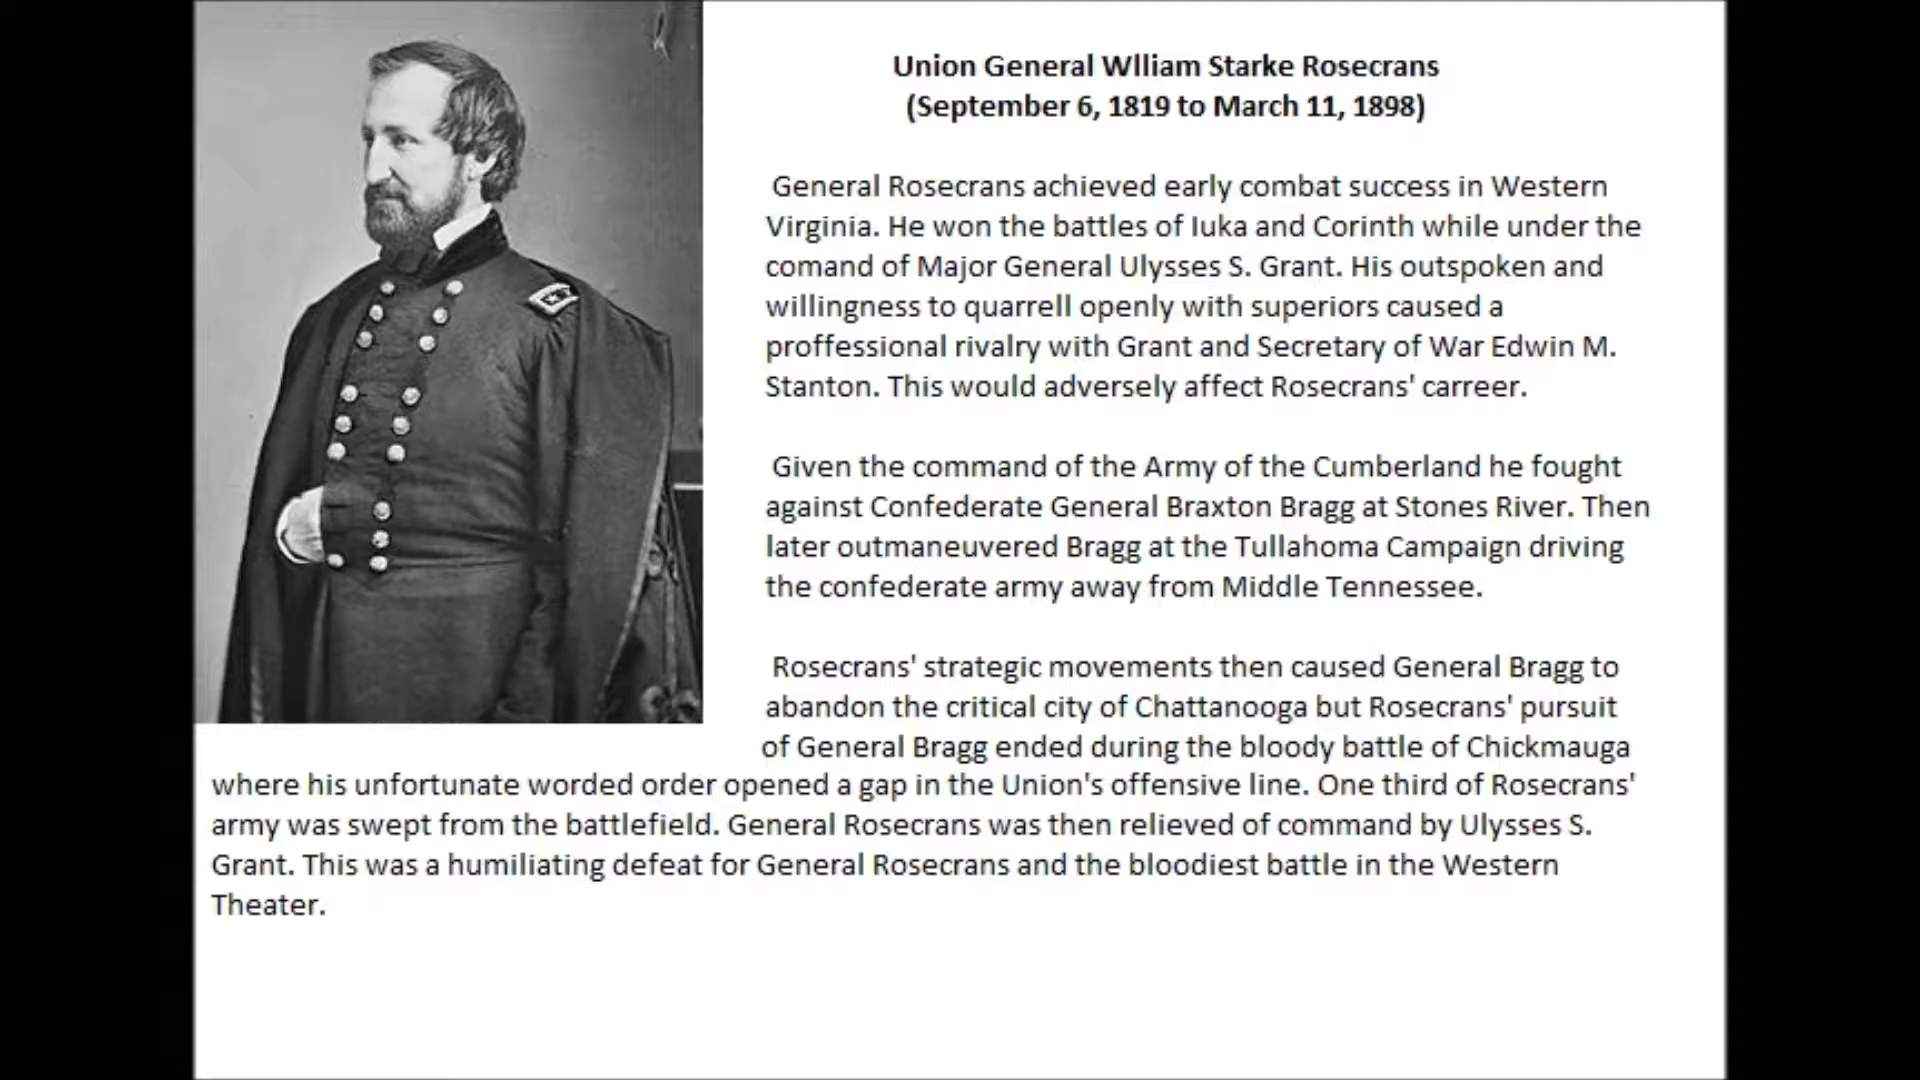 Union General Wlliam Starke Rosecrans
(September 6, 1819 to March 11, 1898)
General Rosecrans achieved early combat success in Western
Virginia. He won the battles of Iuka and Corinth while under the
comand of Major General Ulysses S. Grant. His outspoken and
willingness to quarrell openly with superiors caused a
proffessional rivalry with Grant and Secretary of War Edwin M.
Stanton. This would adversely affect Rosecrans' carreer.
Given the command of the Army of the Cumberland he fought
against Confederate General Braxton Bragg at Stones River. Then
later outmaneuvered Bragg at the Tullahoma Campaign driving
the confederate army away from Middle Tennessee.
Rosecrans' strategic movements then caused General Bragg to
abandon the critical city of Chattanooga but Rosecrans' pursuit
of General Bragg ended during the bloody battle of Chickmauga
where his unfortunate worded order opened a gap in the Union's offensive line. One third of Rosecrans'
army was swept from the battlefield. General Rosecrans was then relieved of command by Ulysses S.
Grant. This was a humiliating defeat for General Rosecrans and the bloodiest battle in the Western
Theater.